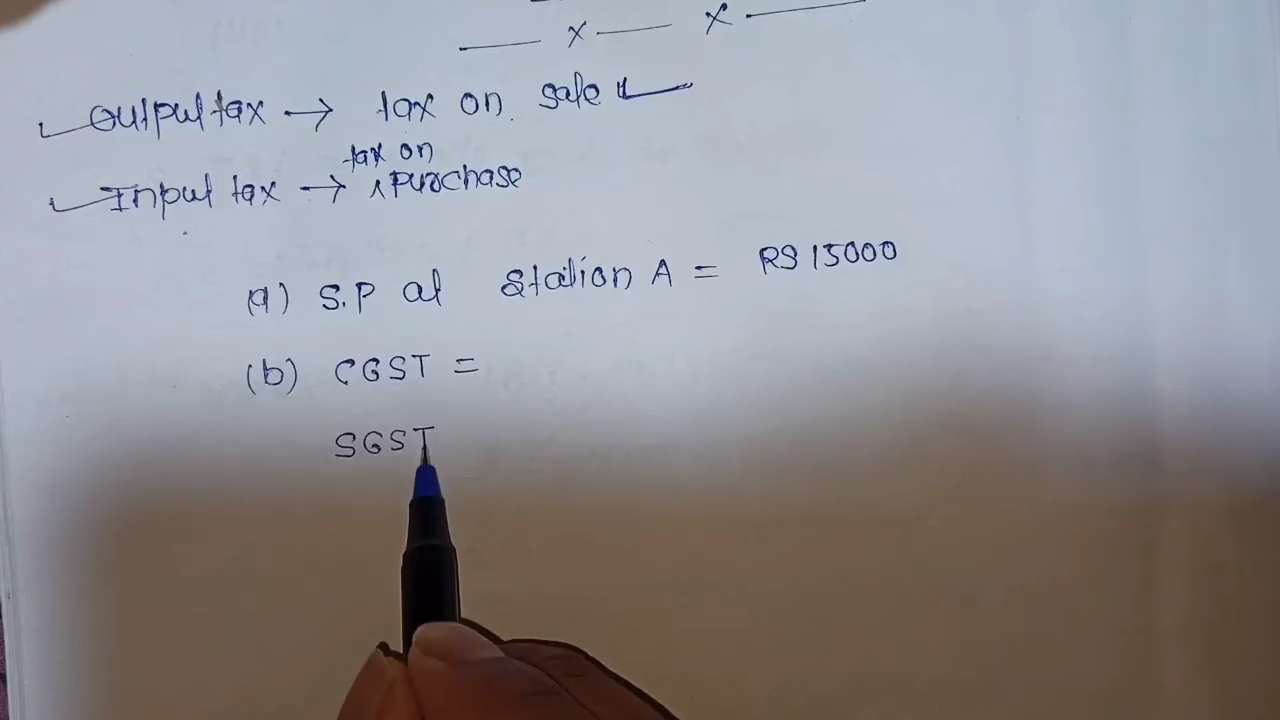 — x — x —
Output tax → tax on sale
tax on
Input tax → ^ purchase
(a) S.P at Station A = RS 15000
(b) CGST =
SGST